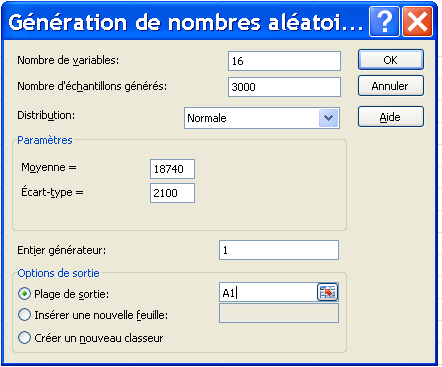 Génération de nombres aléatoi...
Nombre de variables: 16 OK
Nombre d'échantillons générés: 3000 Annuler
Distribution: Normale Aide
Paramètres
Moyenne = 18740
Écart-type = 2100
Entier générateur: 1
Options de sortie
Plage de sortie: A1
Insérer une nouvelle feuille:
Créer un nouveau classeur